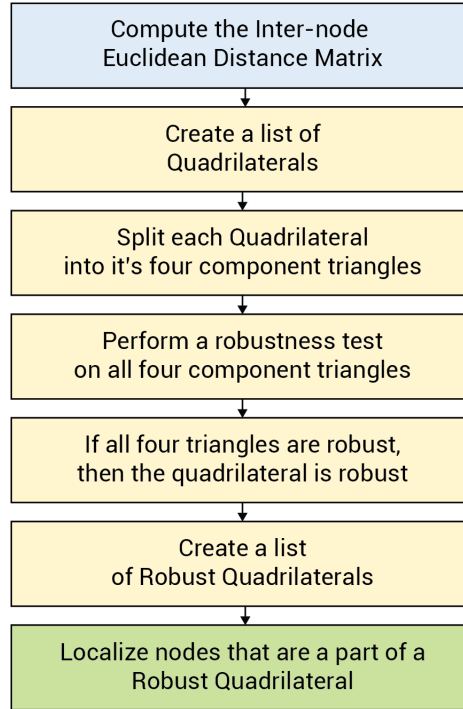 Compute the Inter-node
Euclidean Distance Matrix
Create a list of
Quadrilaterals
Split each Quadrilateral
into it's four component triangles
Perform a robustness test
on all four component triangles
If all four triangles are robust,
then the quadrilateral is robust
Create a list
of Robust Quadrilaterals
Localize nodes that are a part of a
Robust Quadrilateral